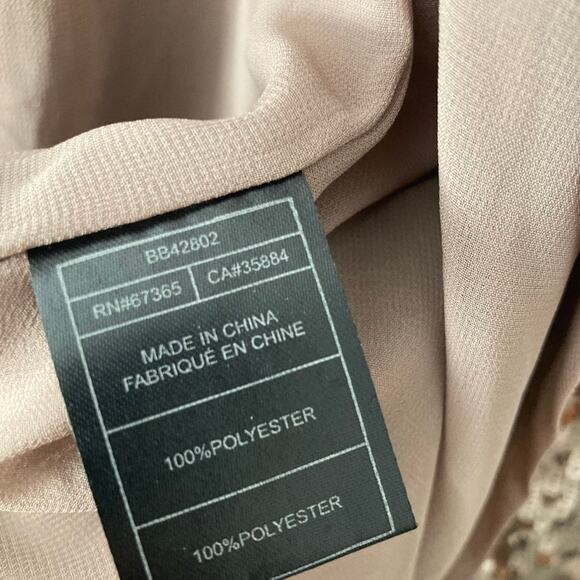 BB42802
RN#67365 CA#35884
MADE IN CHINA
FABRIQUÉ EN CHINE
100%POLYESTER
100%POLYESTER